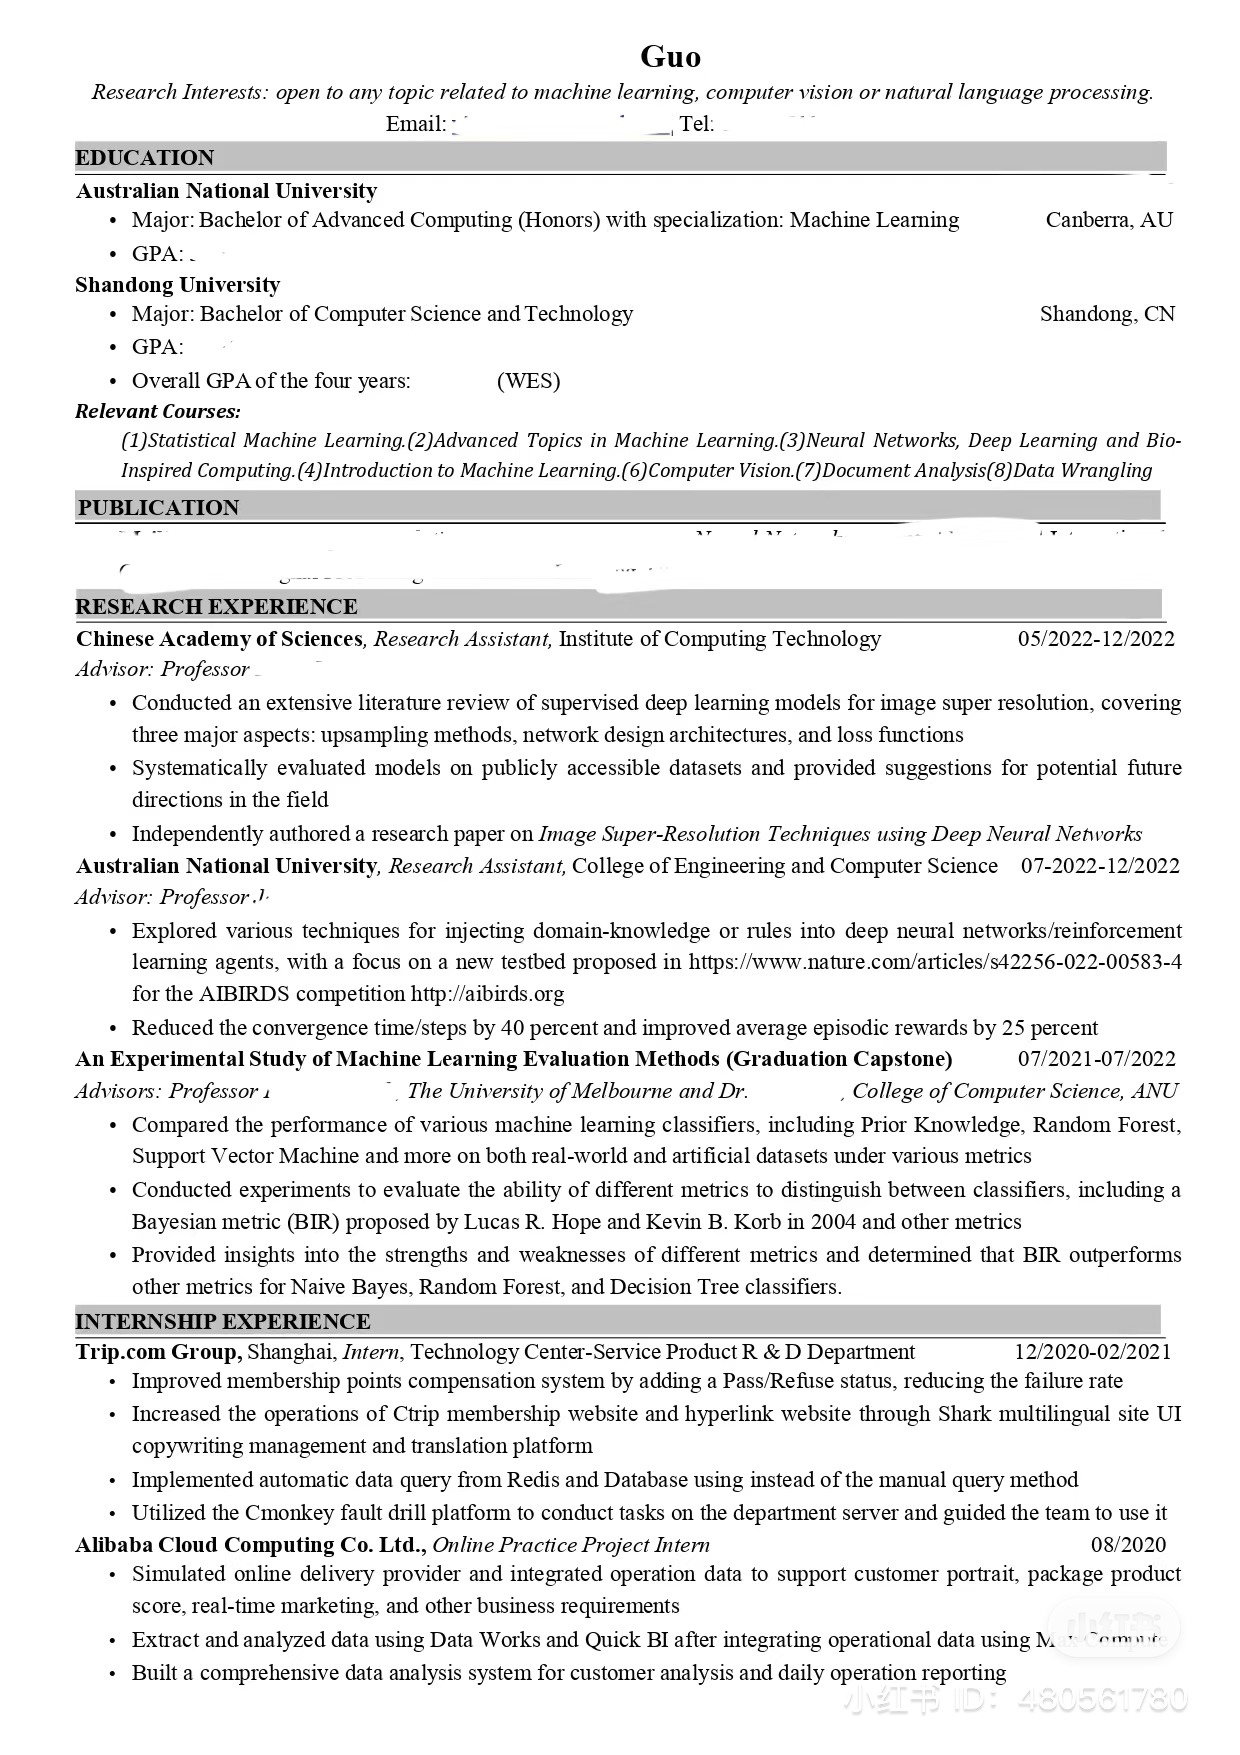 Guo
Research Interests: open to any topic related to machine learning, computer vision or natural language processing.
Email: Tel:
EDUCATION
Australian National University
• Major: Bachelor of Advanced Computing (Honors) with specialization: Machine Learning Canberra, AU
• GPA:
Shandong University
• Major: Bachelor of Computer Science and Technology Shandong, CN
• GPA:
• Overall GPA of the four years: (WES)
Relevant Courses:
(1)Statistical Machine Learning.(2)Advanced Topics in Machine Learning.(3)Neural Networks, Deep Learning and Bio-
Inspired Computing.(4)Introduction to Machine Learning.(6)Computer Vision.(7)Document Analysis(8)Data Wrangling
PUBLICATION
RESEARCH EXPERIENCE
Chinese Academy of Sciences, Research Assistant, Institute of Computing Technology 05/2022-12/2022
Advisor: Professor
• Conducted an extensive literature review of supervised deep learning models for image super resolution, covering
three major aspects: upsampling methods, network design architectures, and loss functions
• Systematically evaluated models on publicly accessible datasets and provided suggestions for potential future
directions in the field
• Independently authored a research paper on Image Super-Resolution Techniques using Deep Neural Networks
Australian National University, Research Assistant, College of Engineering and Computer Science 07-2022-12/2022
Advisor: Professor
• Explored various techniques for injecting domain-knowledge or rules into deep neural networks/reinforcement
learning agents, with a focus on a new testbed proposed in https://www.nature.com/articles/s42256-022-00583-4
for the AIBIRDS competition http://aibirds.org
• Reduced the convergence time/steps by 40 percent and improved average episodic rewards by 25 percent
An Experimental Study of Machine Learning Evaluation Methods (Graduation Capstone) 07/2021-07/2022
Advisors: Professor , The University of Melbourne and Dr. , College of Computer Science, ANU
• Compared the performance of various machine learning classifiers, including Prior Knowledge, Random Forest,
Support Vector Machine and more on both real-world and artificial datasets under various metrics
• Conducted experiments to evaluate the ability of different metrics to distinguish between classifiers, including a
Bayesian metric (BIR) proposed by Lucas R. Hope and Kevin B. Korb in 2004 and other metrics
• Provided insights into the strengths and weaknesses of different metrics and determined that BIR outperforms
other metrics for Naive Bayes, Random Forest, and Decision Tree classifiers.
INTERNSHIP EXPERIENCE
Trip.com Group, Shanghai, Intern, Technology Center-Service Product R & D Department 12/2020-02/2021
• Improved membership points compensation system by adding a Pass/Refuse status, reducing the failure rate
• Increased the operations of Ctrip membership website and hyperlink website through Shark multilingual site UI
copywriting management and translation platform
• Implemented automatic data query from Redis and Database using instead of the manual query method
• Utilized the Cmonkey fault drill platform to conduct tasks on the department server and guided the team to use it
Alibaba Cloud Computing Co. Ltd., Online Practice Project Intern 08/2020
• Simulated online delivery provider and integrated operation data to support customer portrait, package product
score, real-time marketing, and other business requirements
• Extract and analyzed data using Data Works and Quick BI after integrating operational data using Max Compute
• Built a comprehensive data analysis system for customer analysis and daily operation reporting
小红书
小红书 ID: 480561780